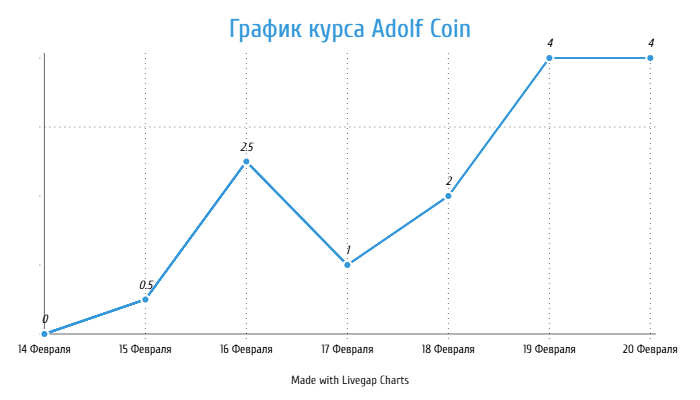 График курса Adolf Coin
4 4
2.5
2
1
0.5
0
14 Февраля 15 Февраля 16 Февраля 17 Февраля 18 Февраля 19 Февраля 20 Февраля
Made with Livegap Charts